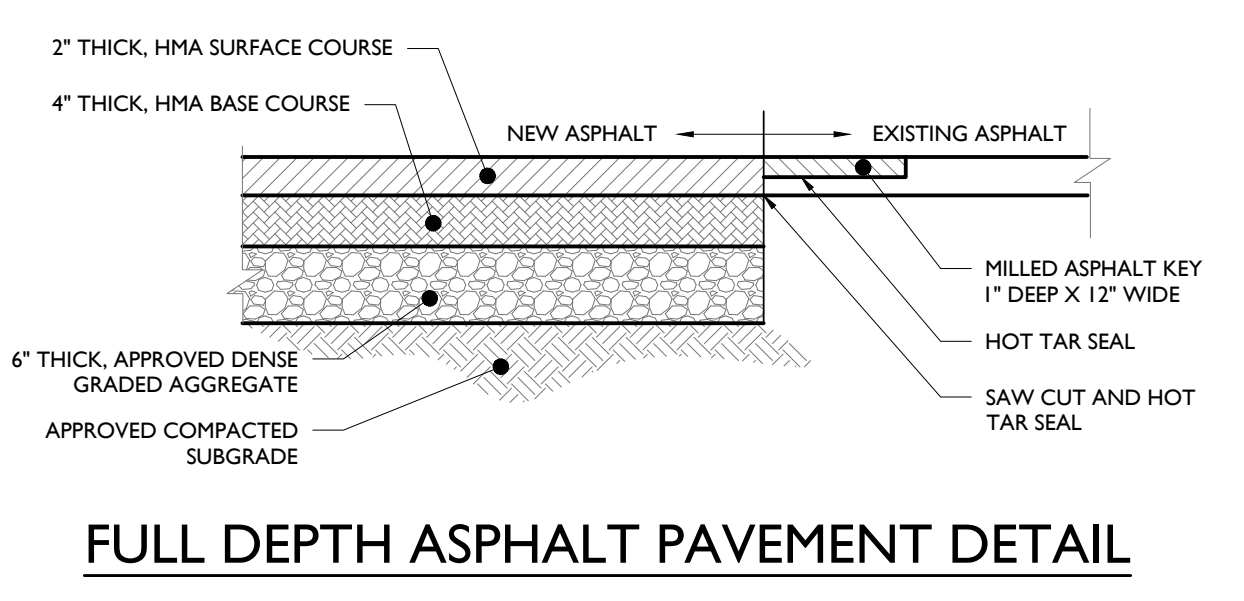 2" THICK, HMA SURFACE COURSE
4" THICK, HMA BASE COURSE
NEW ASPHALT
EXISTING ASPHALT
MILLED ASPHALT KEY
1" DEEP X 12" WIDE
HOT TAR SEAL
SAW CUT AND HOT
TAR SEAL
6" THICK, APPROVED DENSE
GRADED AGGREGATE
APPROVED COMPACTED
SUBGRADE
FULL DEPTH ASPHALT PAVEMENT DETAIL